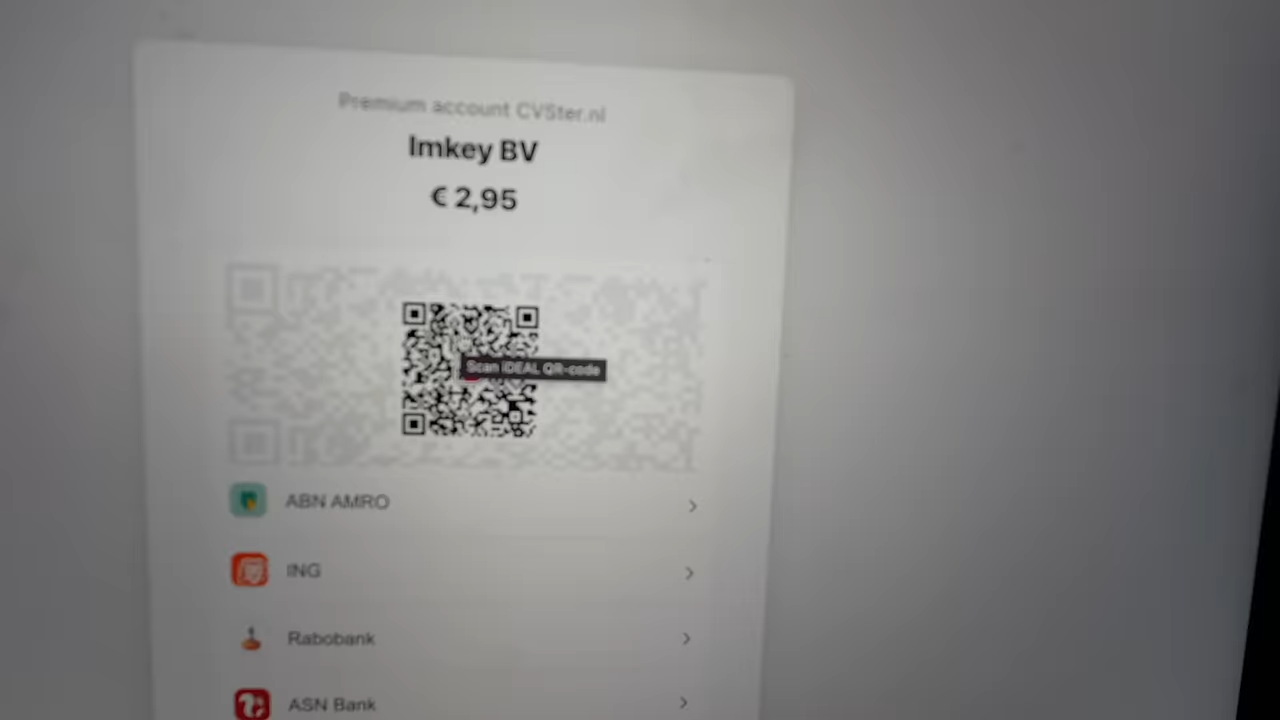 Premium account CVSter.nl
Imkey BV
€ 2,95
Scan iDEAL QR-code
ABN AMRO
ING
Rabobank
ASN Bank